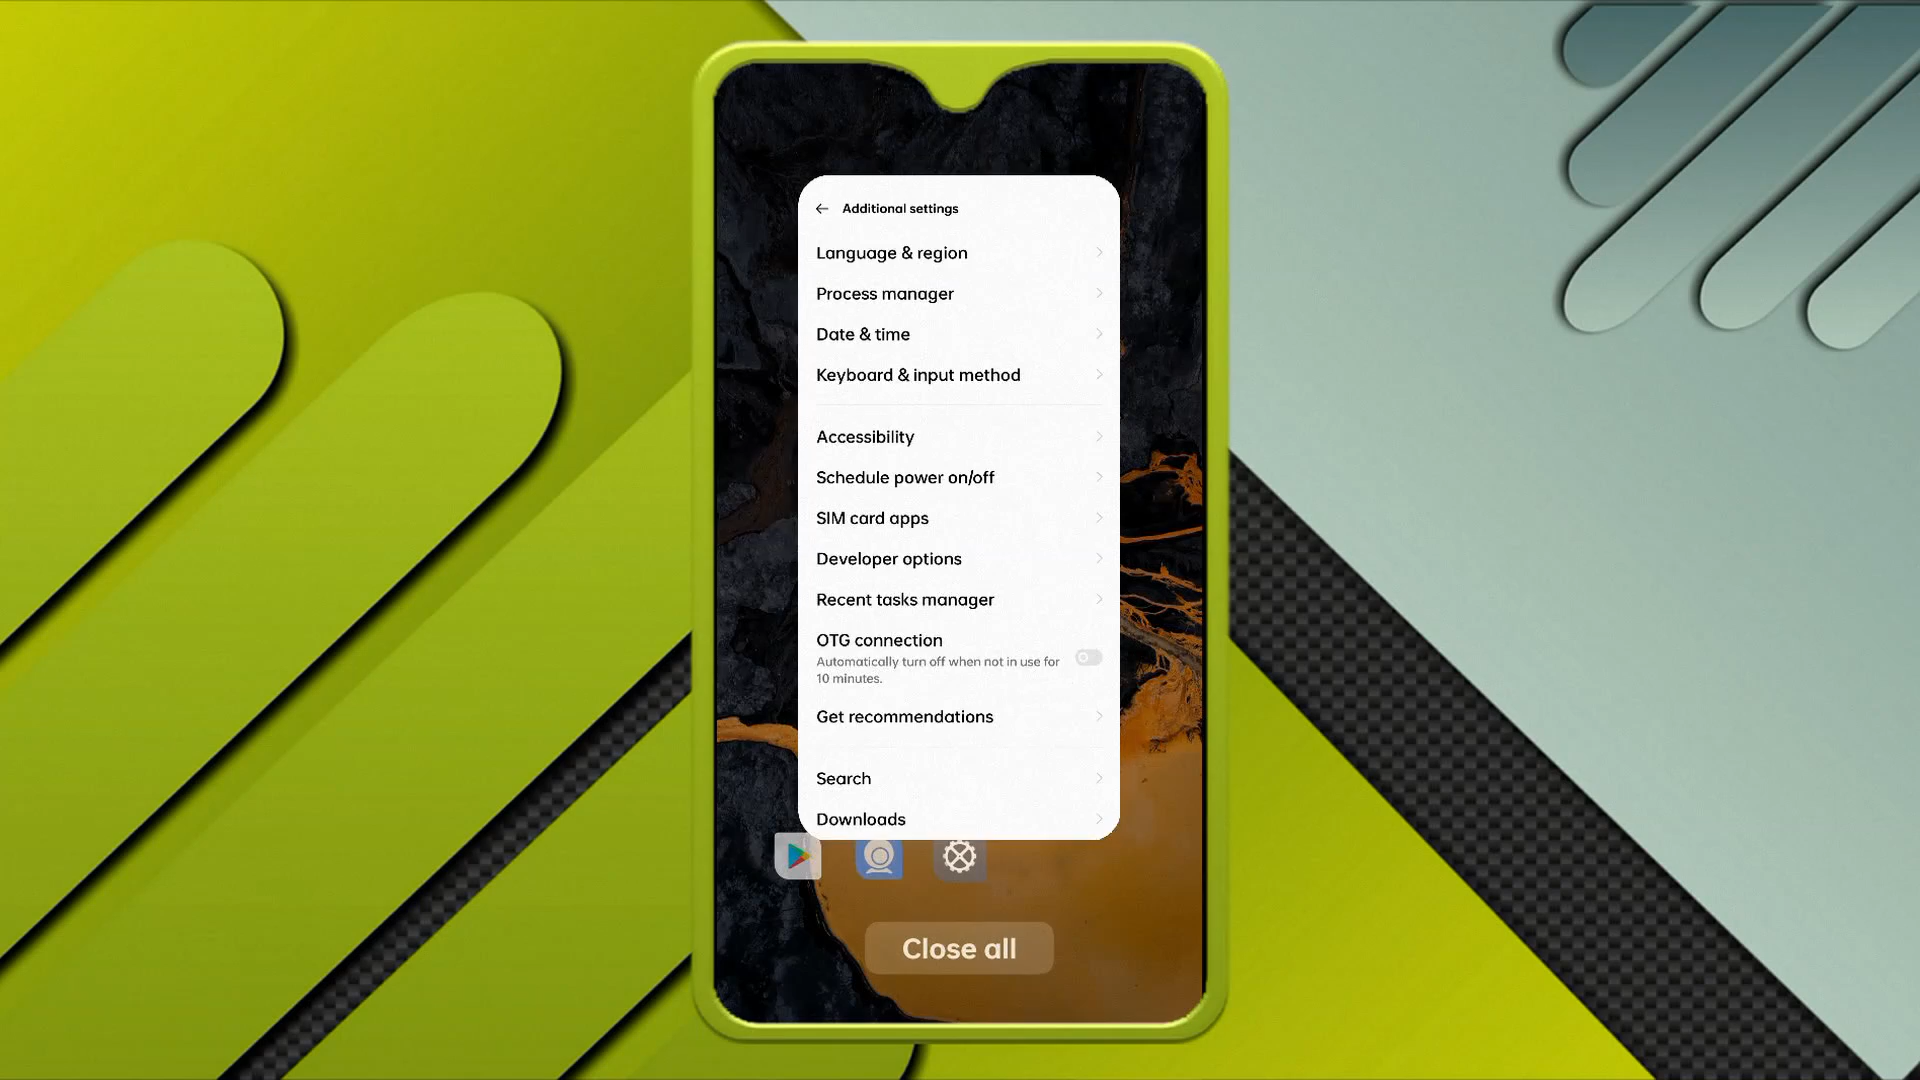 Additional settings
Language & region
Process manager
Date & time
Keyboard & input method
Accessibility
Schedule power on/off
SIM card apps
Developer options
Recent tasks manager
OTG connection
Automatically turn off when not in use for
10 minutes.
Get recommendations
Search
Downloads
Close all